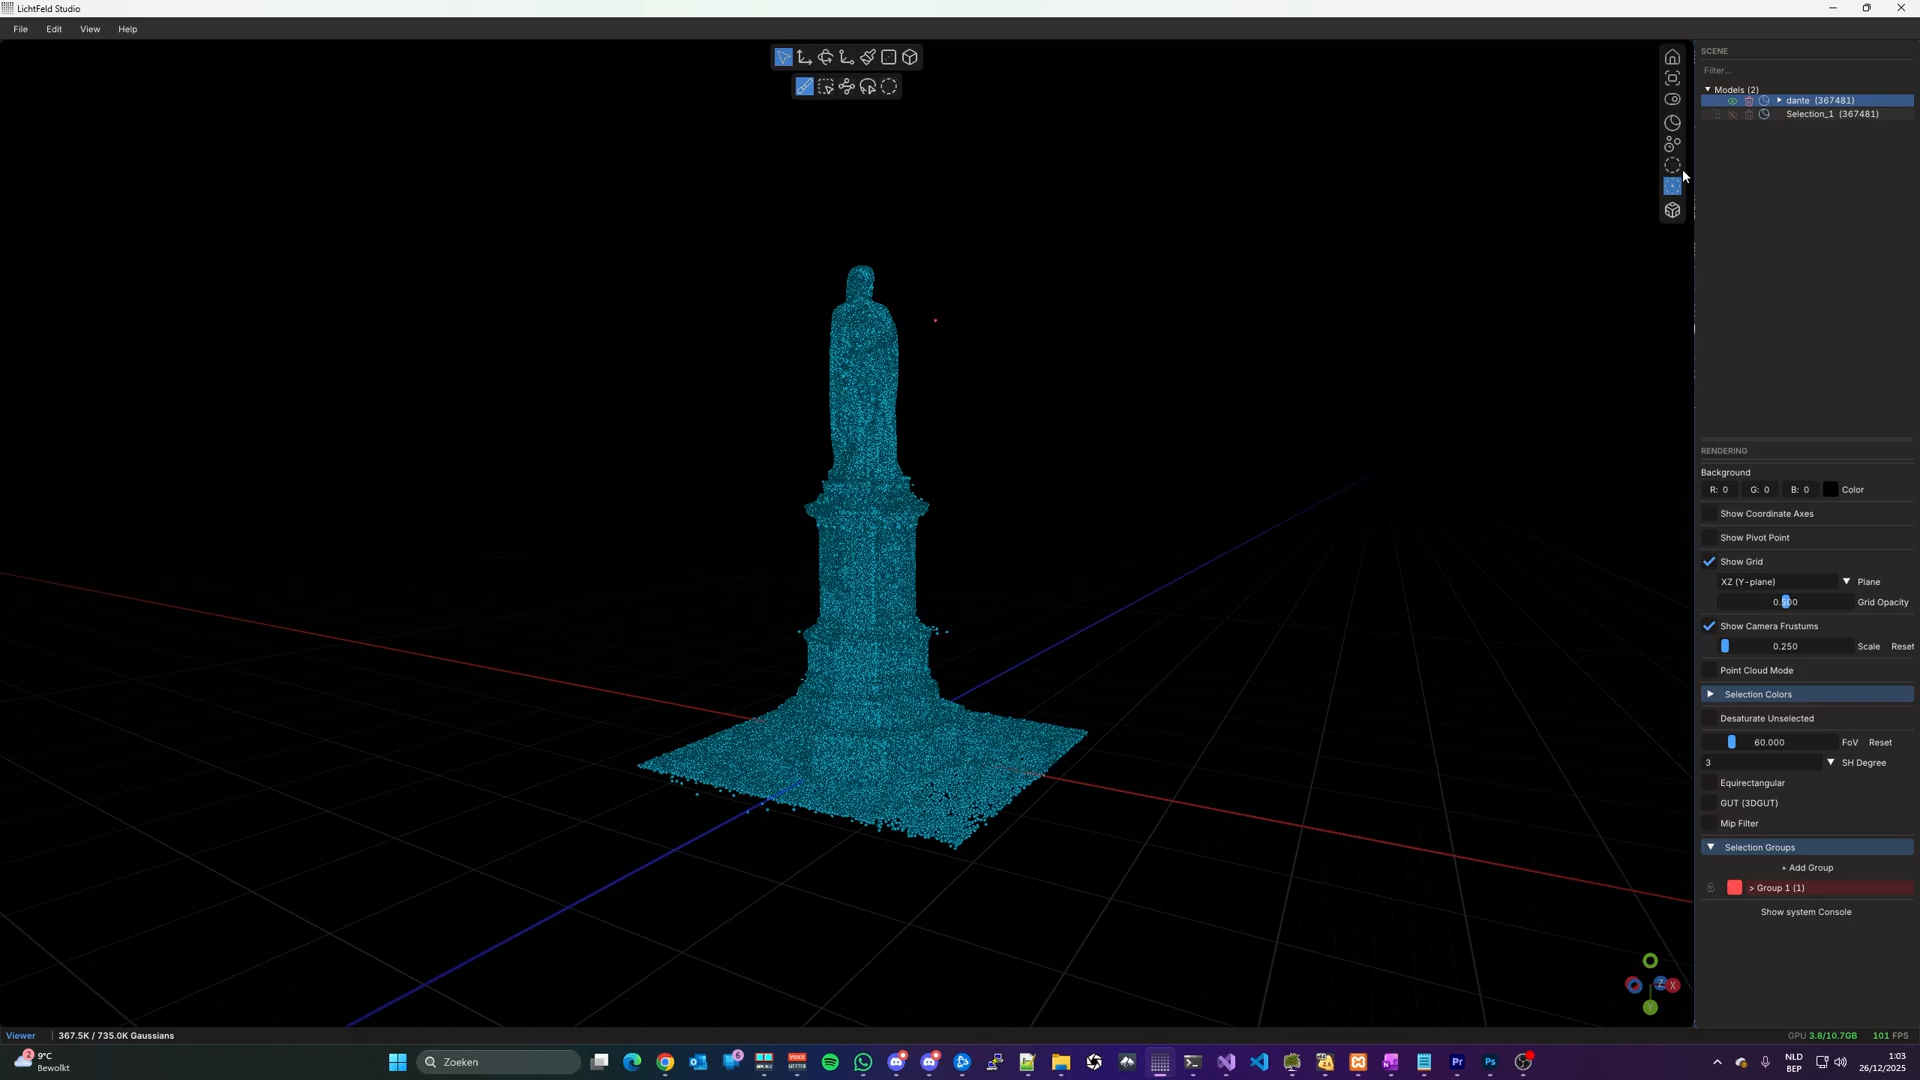 LichtFeld Studio
File Edit View Help
SCENE
Filter...
Models (2)
dante (367481)
Selection_1 (367481)
RENDERING
Background
R: 0 G: 0 B: 0 Color
Show Coordinate Axes
Show Pivot Point
Show Grid
XZ (Y-plane) Plane
0.500 Grid Opacity
Show Camera Frustums
0.250 Scale Reset
Point Cloud Mode
Selection Colors
Desaturate Unselected
60.000 FoV Reset
3 SH Degree
Equirectangular
GUT (3DGUT)
Mip Filter
Selection Groups
+ Add Group
> Group 1 (1)
Show system Console
Z X
Y
Viewer 367.5K / 735.0K Gaussians
GPU 3.8/10.7GB 101 FPS
2 9°C
Bewolkt
Zoeken
6
NLD
BEP
1:03
26/12/2025